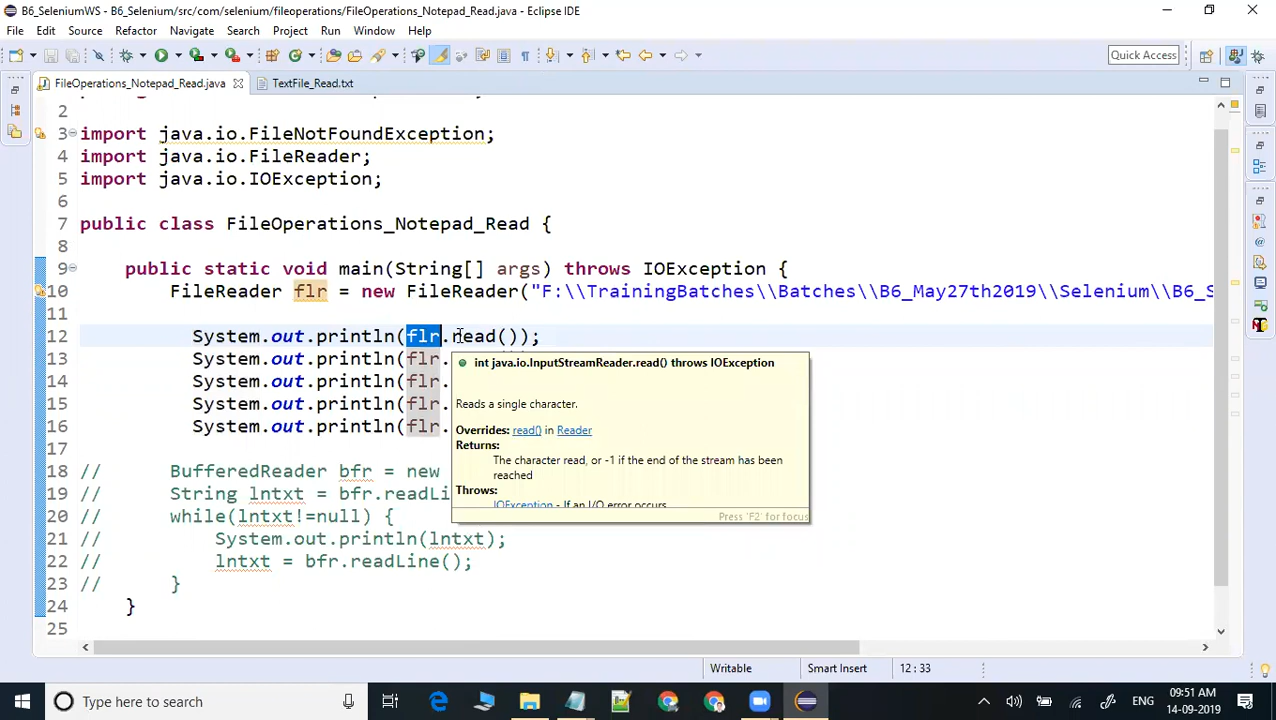 B6_SeleniumWS - B6_Selenium/src/com/selenium/fileoperations/FileOperations_Notepad_Read.java - Eclipse IDE
File Edit Source Refactor Navigate Search Project Run Window Help
Quick Access
FileOperations_Notepad_Read.java TextFile_Read.txt
2
3 import java.io.FileNotFoundException;
4 import java.io.FileReader;
5 import java.io.IOException;
6
7 public class FileOperations_Notepad_Read {
8
9 public static void main(String[] args) throws IOException {
10 FileReader flr = new FileReader("F:\\TrainingBatches\\Batches\\B6_May27th2019\\Selenium\\B6_S
11
12 System.out.println(flr.read());
13 System.out.println(flr.
14 System.out.println(flr.
15 System.out.println(flr.
16 System.out.println(flr.
17
18 // BufferedReader bfr = new
19 // String lntxt = bfr.readL
20 // while(lntxt!=null) {
21 // System.out.println(lntxt);
22 // lntxt = bfr.readLine();
23 // }
24 }
25
int java.io.InputStreamReader.read() throws IOException
Reads a single character.
Overrides: read() in Reader
Returns:
The character read, or -1 if the end of the stream has been
reached
Throws:
IOException - If an I/O error occurs
Press 'F2' for focus
Writable Smart Insert 12 : 33
Type here to search
ENG
09:51 AM
14-09-2019